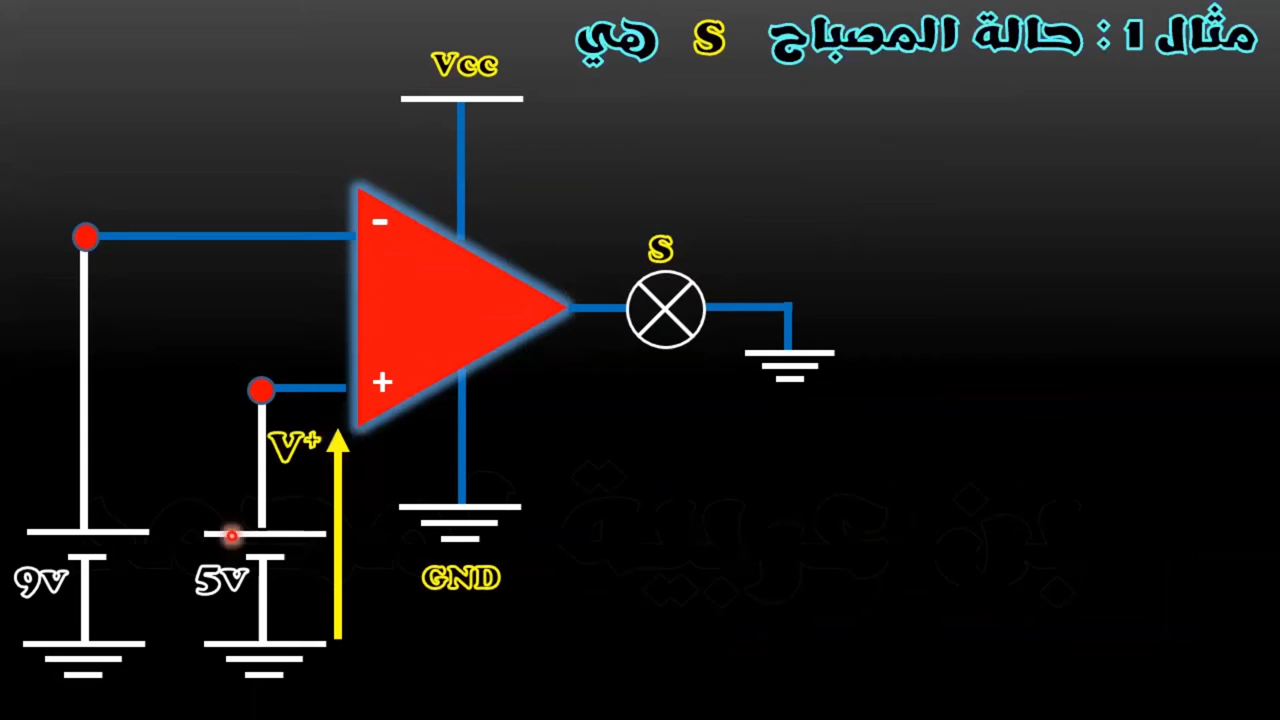 مثال 1 : حالة المصباح S هي
Vcc
-
S
+
V+
9v
5v
GND